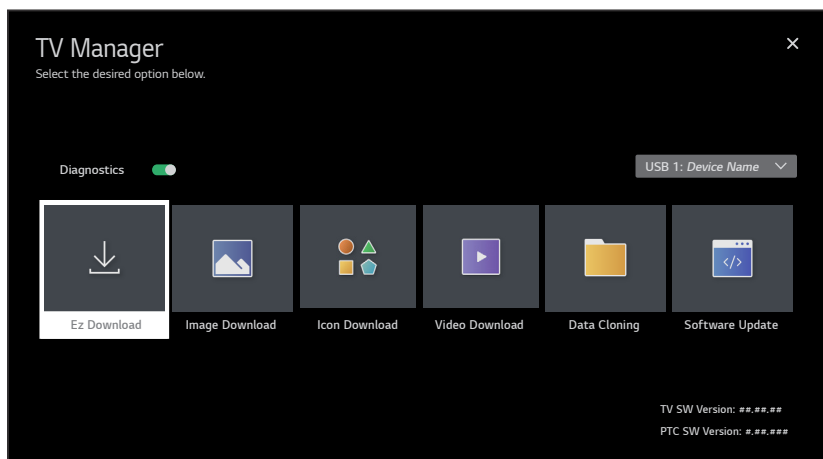 TV Manager
Select the desired option below.
Diagnostics
USB 1: Device Name
</>
Ez Download
Image Download
Icon Download
Video Download
Data Cloning
Software Update
TV SW Version: ##.##.##
PTC SW Version: #.##.###